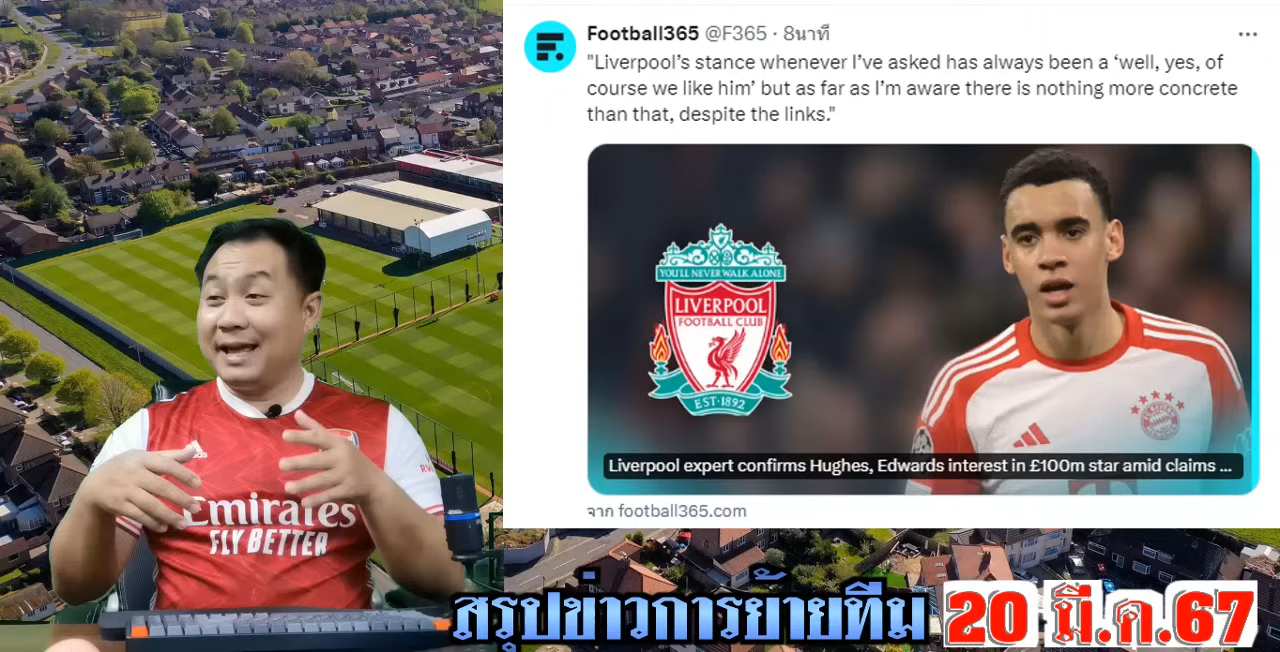 Football365 @F365 · 8นาที
"Liverpool’s stance whenever I’ve asked has always been a ‘well, yes, of
course we like him’ but as far as I’m aware there is nothing more concrete
than that, despite the links."
YOU'LL NEVER WALK ALONE
LIVERPOOL
FOOTBALL CLUB
EST·1892
Liverpool expert confirms Hughes, Edwards interest in £100m star amid claims ...
จาก football365.com
adidas
Emirates
FLY BETTER
สรุปข่าวการย้ายทีม 20 มี.ค.67